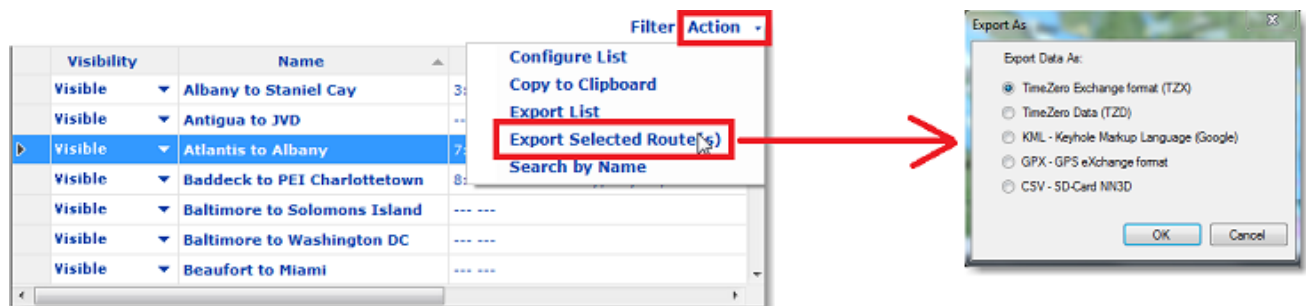 Filter Action
Visibility Name
Visible Albany to Staniel Cay 3:
Visible Antigua to JVD --
Visible Atlantis to Albany 7:
Visible Baddeck to PEI Charlottetown 8:
Visible Baltimore to Solomons Island --- ---
Visible Baltimore to Washington DC --- ---
Visible Beaufort to Miami --- ---
Configure List
Copy to Clipboard
Export List
Export Selected Route(s)
Search by Name
Export As
Export Data As:
TimeZero Exchange format (TZX)
TimeZero Data (TZD)
KML - Keyhole Markup Language (Google)
GPX - GPS eXchange format
CSV - SD-Card NN3D
OK Cancel